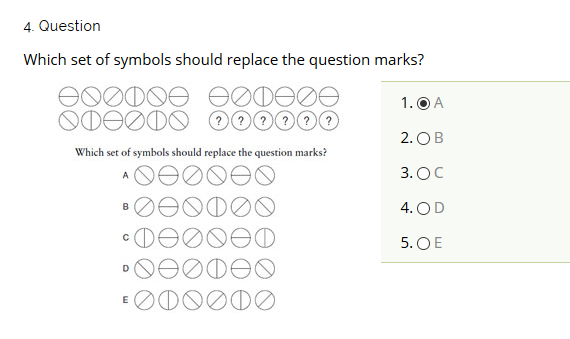 4. Question
Which set of symbols should replace the question marks?
? ? ? ? ? ?
Which set of symbols should replace the question marks?
A
B
C
D
E
1. A
2. B
3. C
4. D
5. E